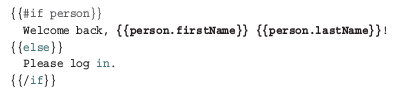 {{#if person}}
  Welcome back, {{person.firstName}} {{person.lastName}}!
{{else}}
  Please log in.
{{/if}}